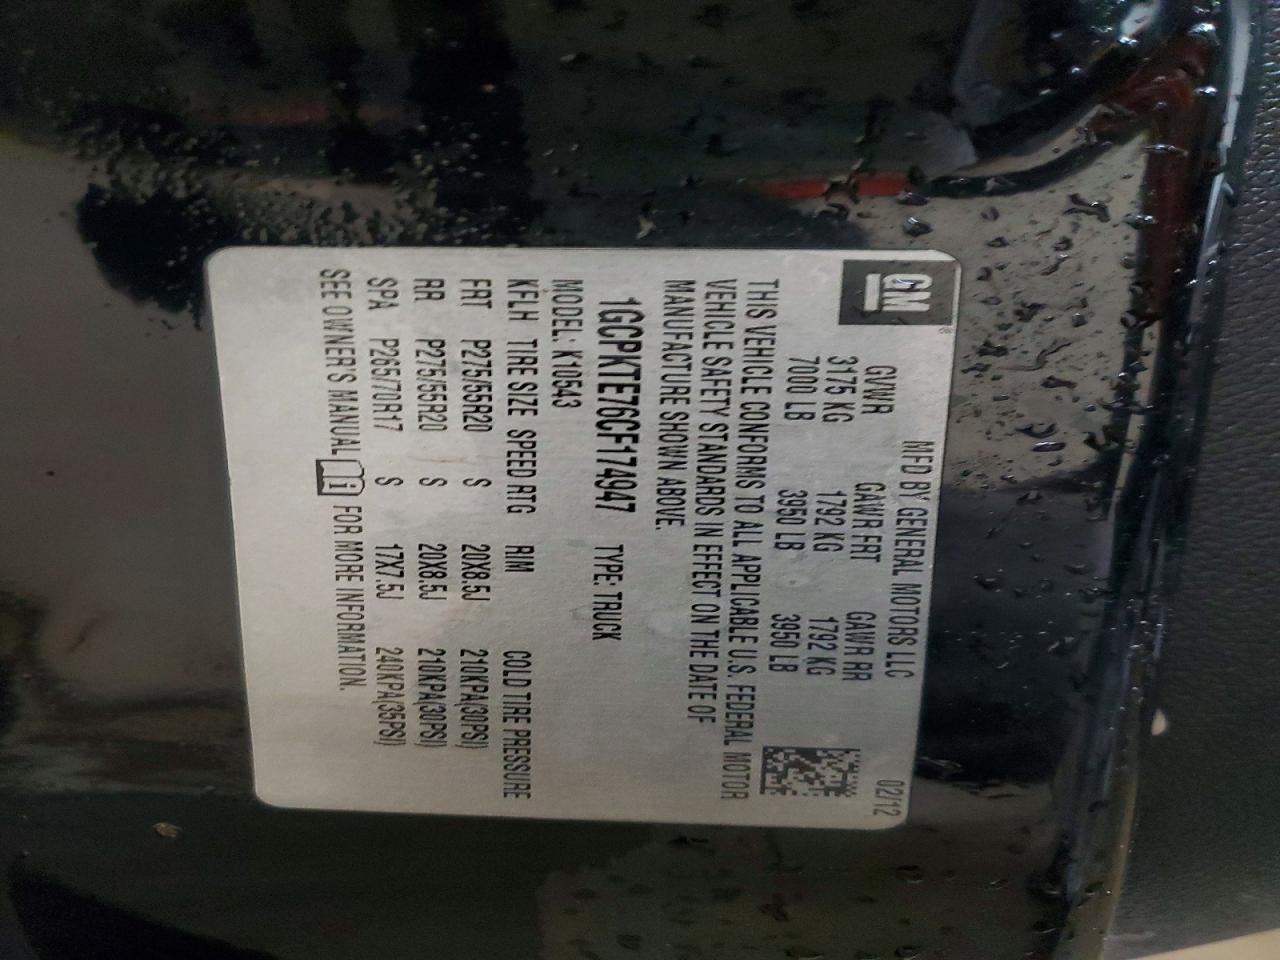 GM
MFD BY GENERAL MOTORS LLC 02/12
GVWR GAWR FRT GAWR RR
3175 KG 1792 KG 1792 KG
7000 LB 3950 LB 3950 LB
THIS VEHICLE CONFORMS TO ALL APPLICABLE U.S. FEDERAL MOTOR
VEHICLE SAFETY STANDARDS IN EFFECT ON THE DATE OF
MANUFACTURE SHOWN ABOVE.
1GCPKTE76CF174947 TYPE: TRUCK
MODEL: K10543
KFLH TIRE SIZE SPEED RTG RIM COLD TIRE PRESSURE
FRT P275/55R20 S 20X8.5J 210KPA(30PSI)
RR P275/55R20 S 20X8.5J 210KPA(30PSI)
SPA P265/70R17 S 17X7.5J 240KPA(35PSI)
SEE OWNER'S MANUAL FOR MORE INFORMATION.